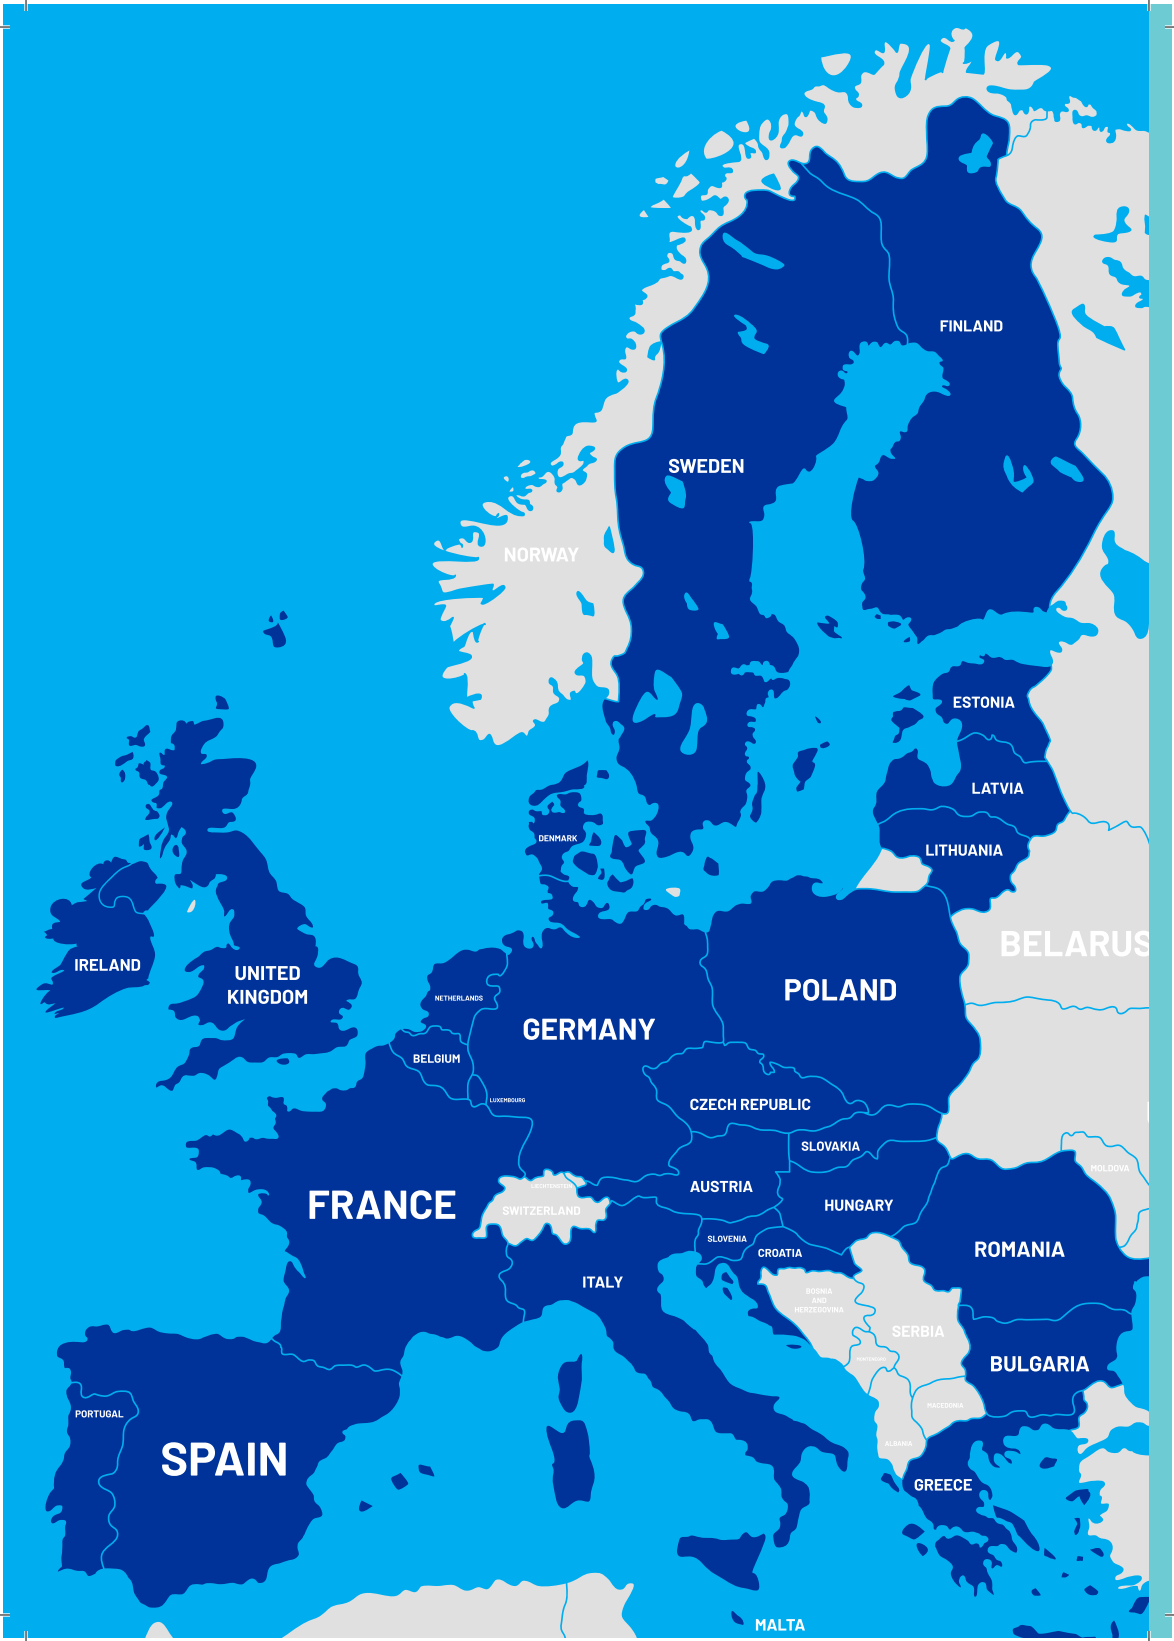 FINLAND
SWEDEN
NORWAY
ESTONIA
LATVIA
DENMARK
LITHUANIA
BELARUS
IRELAND
UNITED
KINGDOM
NETHERLANDS
POLAND
GERMANY
BELGIUM
LUXEMBOURG
CZECH REPUBLIC
SLOVAKIA
MOLDOVA
LIECHTENSTEIN
AUSTRIA
FRANCE
SWITZERLAND
HUNGARY
SLOVENIA
CROATIA
ROMANIA
ITALY
BOSNIA
AND
HERZEGOVINA
SERBIA
MONTENEGRO
BULGARIA
MACEDONIA
PORTUGAL
ALBANIA
SPAIN
GREECE
MALTA